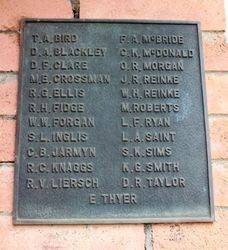 T. A. BIRD F. A. McBRIDE
D. A. BLACKLEY C. K. McDONALD
D. F. CLARE O. R. MORGAN
M. E. CROSSMAN J. R. REINKE
R. G. ELLIS W. H. REINKE
R. H. FIDGE M. ROBERTS
W. W. FORGAN L. F. RYAN
S. L. INGLIS L. A. SAINT
C. B. JARMYN S. K. SIMS
R. C. KNAGGS K. G. SMITH
R. V. LIERSCH D. R. TAYLOR
E THYER